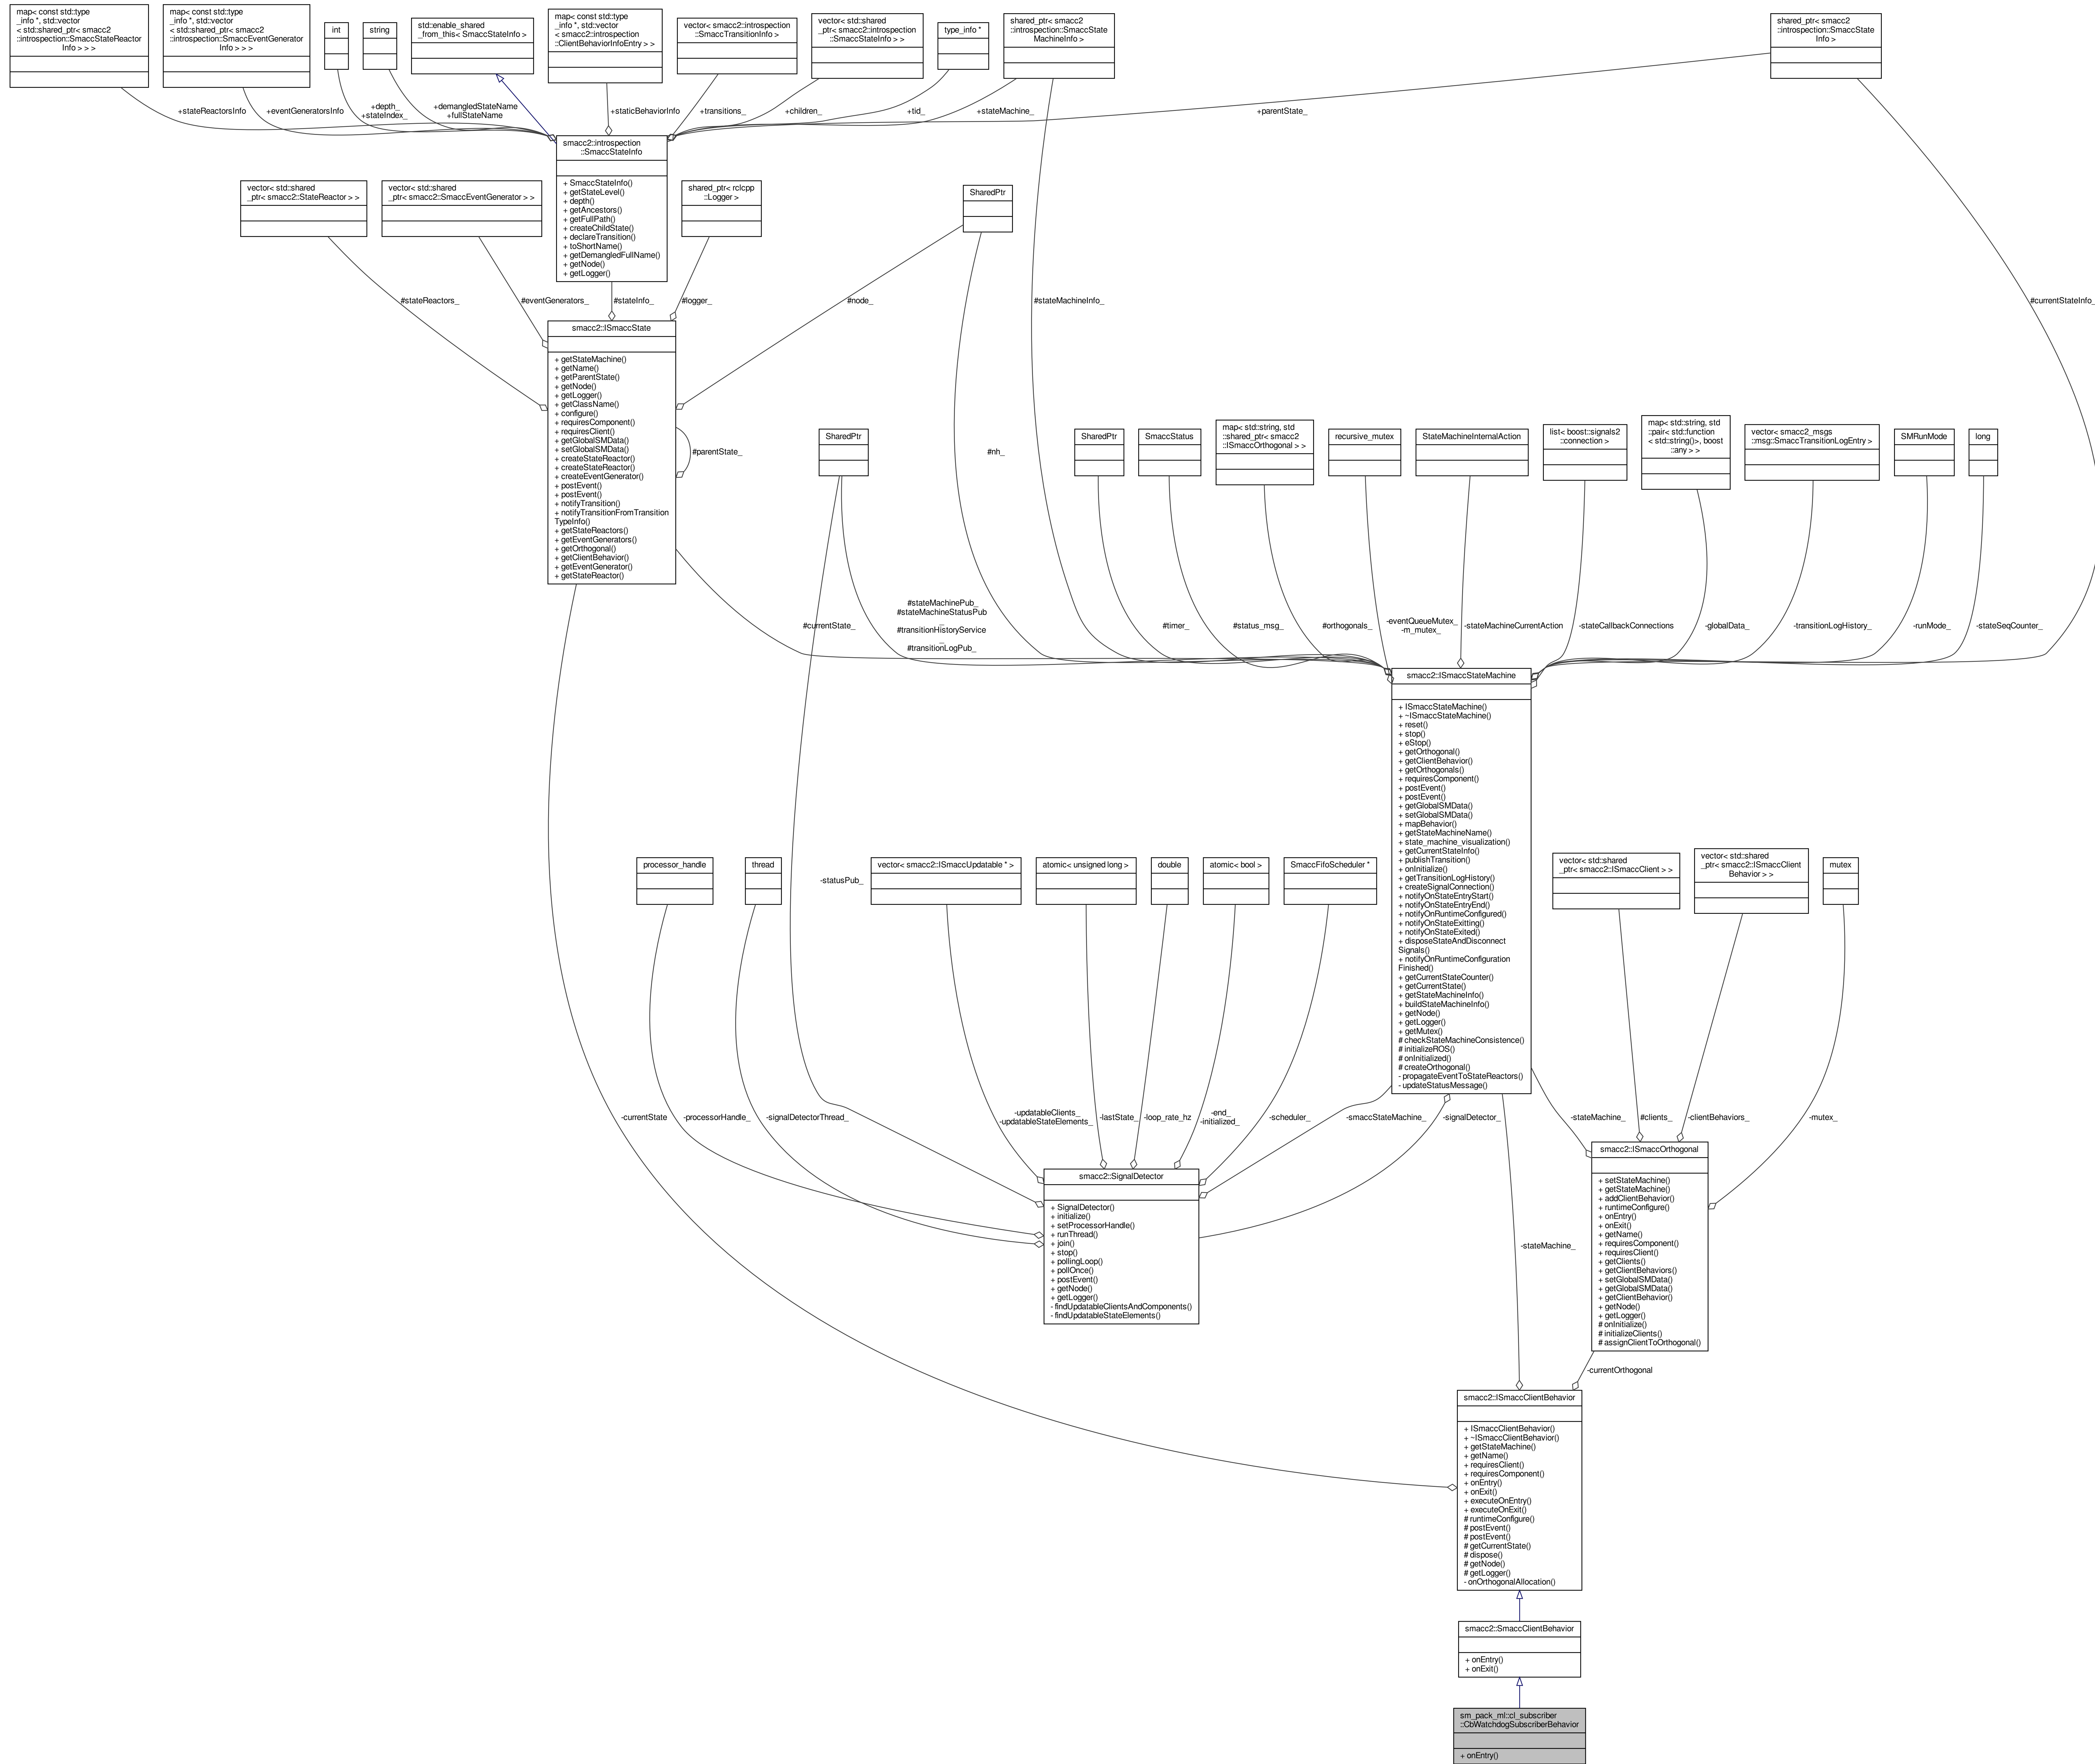 map< const std::type
_info *, std::vector
< std::shared_ptr< smacc2
::introspection::SmaccStateReactor
Info > > >
map< const std::type
_info *, std::vector
< std::shared_ptr< smacc2
::introspection::SmaccEventGenerator
Info > > >
int
string
std::enable_shared
_from_this< SmaccStateInfo >
map< const std::type
_info *, std::vector
< smacc2::introspection
::ClientBehaviorInfoEntry > >
vector< smacc2::introspection
::SmaccTransitionInfo >
vector< std::shared
_ptr< smacc2::introspection
::SmaccStateInfo > >
type_info *
shared_ptr< smacc2
::introspection::SmaccState
MachineInfo >
shared_ptr< smacc2
::introspection::SmaccState
Info >
+stateReactorsInfo
+eventGeneratorsInfo
+depth_
+stateIndex_
+demangledStateName
+fullStateName
+staticBehaviorInfo
+transitions_
+children_
+tid_
+stateMachine_
+parentState_
smacc2::introspection
::SmaccStateInfo
+ SmaccStateInfo()
+ getStateLevel()
+ depth()
+ getAncestors()
+ getFullPath()
+ createChildState()
+ declareTransition()
+ toShortName()
+ getDemangledFullName()
+ getNode()
+ getLogger()
vector< std::shared
_ptr< smacc2::StateReactor > >
vector< std::shared
_ptr< smacc2::SmaccEventGenerator > >
shared_ptr< rclcpp
::Logger >
SharedPtr
#stateReactors_
#eventGenerators_
#stateInfo_
#logger_
#node_
#stateMachineInfo_
#currentStateInfo_
smacc2::ISmaccState
+ getStateMachine()
+ getName()
+ getParentState()
+ getNode()
+ getLogger()
+ getClassName()
+ configure()
+ requiresComponent()
+ requiresClient()
+ getGlobalSMData()
+ setGlobalSMData()
+ createStateReactor()
+ createStateReactor()
+ createEventGenerator()
+ postEvent()
+ postEvent()
+ notifyTransition()
+ notifyTransitionFromTransition
TypeInfo()
+ getStateReactors()
+ getEventGenerators()
+ getOrthogonal()
+ getClientBehavior()
+ getEventGenerator()
+ getStateReactor()
#parentState_
SharedPtr
#nh_
SharedPtr
SmaccStatus
map< std::string, std
::shared_ptr< smacc2
::ISmaccOrthogonal > >
recursive_mutex
StateMachineInternalAction
list< boost::signals2
::connection >
map< std::string, std
::pair< std::function
< std::string()>, boost
::any > >
vector< smacc2_msgs
::msg::SmaccTransitionLogEntry >
SMRunMode
long
#currentState_
#stateMachinePub_
#stateMachineStatusPub
_
#transitionHistoryService
_
#transitionLogPub_
#timer_
#status_msg_
#orthogonals_
-eventQueueMutex_
-m_mutex_
-stateMachineCurrentAction
-stateCallbackConnections
-globalData_
-transitionLogHistory_
-runMode_
-stateSeqCounter_
smacc2::ISmaccStateMachine
+ ISmaccStateMachine()
+ ~ISmaccStateMachine()
+ reset()
+ stop()
+ eStop()
+ getOrthogonal()
+ getClientBehavior()
+ getOrthogonals()
+ requiresComponent()
+ postEvent()
+ postEvent()
+ getGlobalSMData()
+ setGlobalSMData()
+ mapBehavior()
+ getStateMachineName()
+ state_machine_visualization()
+ getCurrentStateInfo()
+ publishTransition()
+ onInitialize()
+ getTransitionLogHistory()
+ createSignalConnection()
+ notifyOnStateEntryStart()
+ notifyOnStateEntryEnd()
+ notifyOnRuntimeConfigured()
+ notifyOnStateExitting()
+ notifyOnStateExited()
+ disposeStateAndDisconnect
Signals()
+ notifyOnRuntimeConfiguration
Finished()
+ getCurrentStateCounter()
+ getCurrentState()
+ getStateMachineInfo()
+ buildStateMachineInfo()
+ getNode()
+ getLogger()
+ getMutex()
# checkStateMachineConsistence()
# initializeROS()
# onInitialized()
# createOrthogonal()
- propagateEventToStateReactors()
- updateStatusMessage()
processor_handle
thread
-statusPub_
vector< smacc2::ISmaccUpdatable * >
atomic< unsigned long >
double
atomic< bool >
SmaccFifoScheduler *
vector< std::shared
_ptr< smacc2::ISmaccClient > >
vector< std::shared
_ptr< smacc2::ISmaccClient
Behavior > >
mutex
-currentState
-processorHandle_
-signalDetectorThread_
-updatableClients_
-updatableStateElements_
-lastState_
-loop_rate_hz
-end_
-initialized_
-scheduler_
-smaccStateMachine_
-signalDetector_
-stateMachine_
#clients_
-clientBehaviors_
-mutex_
smacc2::SignalDetector
+ SignalDetector()
+ initialize()
+ setProcessorHandle()
+ runThread()
+ join()
+ stop()
+ pollingLoop()
+ pollOnce()
+ postEvent()
+ getNode()
+ getLogger()
- findUpdatableClientsAndComponents()
- findUpdatableStateElements()
smacc2::ISmaccOrthogonal
+ setStateMachine()
+ getStateMachine()
+ addClientBehavior()
+ runtimeConfigure()
+ onEntry()
+ onExit()
+ getName()
+ requiresComponent()
+ requiresClient()
+ getClients()
+ getClientBehaviors()
+ setGlobalSMData()
+ getGlobalSMData()
+ getClientBehavior()
+ getNode()
+ getLogger()
# onInitialize()
# initializeClients()
# assignClientToOrthogonal()
-stateMachine_
-currentOrthogonal
smacc2::ISmaccClientBehavior
+ ISmaccClientBehavior()
+ ~ISmaccClientBehavior()
+ getStateMachine()
+ getName()
+ requiresClient()
+ requiresComponent()
+ onEntry()
+ onExit()
+ executeOnEntry()
+ executeOnExit()
# runtimeConfigure()
# postEvent()
# postEvent()
# getCurrentState()
# dispose()
# getNode()
# getLogger()
- onOrthogonalAllocation()
smacc2::SmaccClientBehavior
+ onEntry()
+ onExit()
sm_pack_ml::cl_subscriber
::CbWatchdogSubscriberBehavior
+ onEntry()